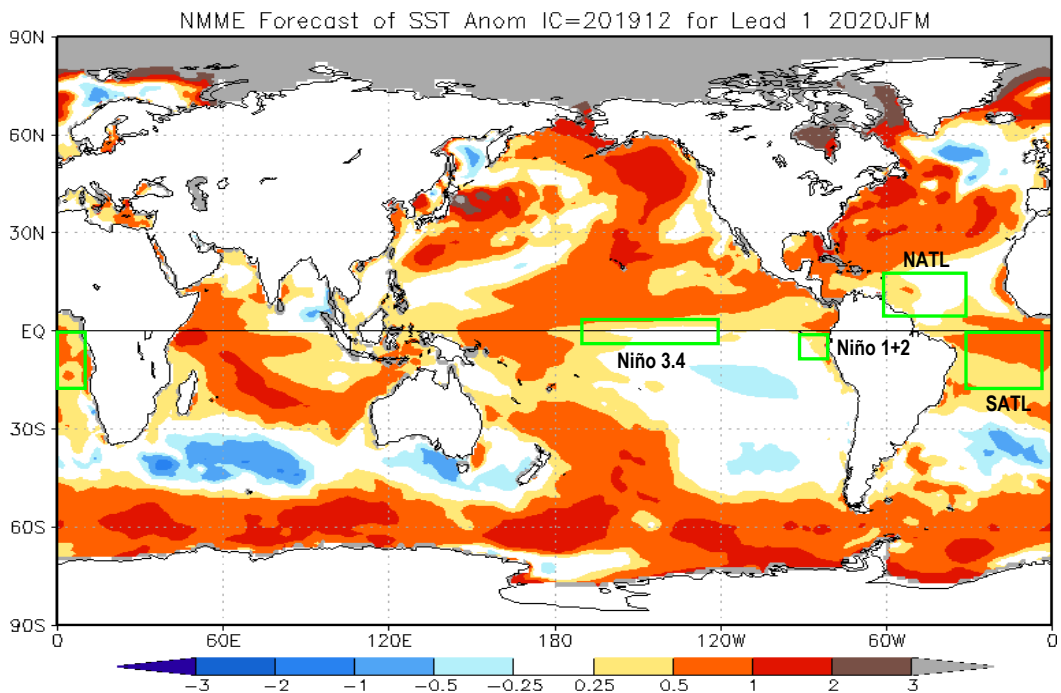 NMME Forecast of SST Anom IC=201912 for Lead 1 2020JFM
90N
60N
30N
NATL
EQ
Niño 3.4
Niño 1+2
SATL
30S
60S
90S
0 60E 120E 180 120W 60W 0
-3 -2 -1 -0.5 -0.25 0.25 0.5 1 2 3